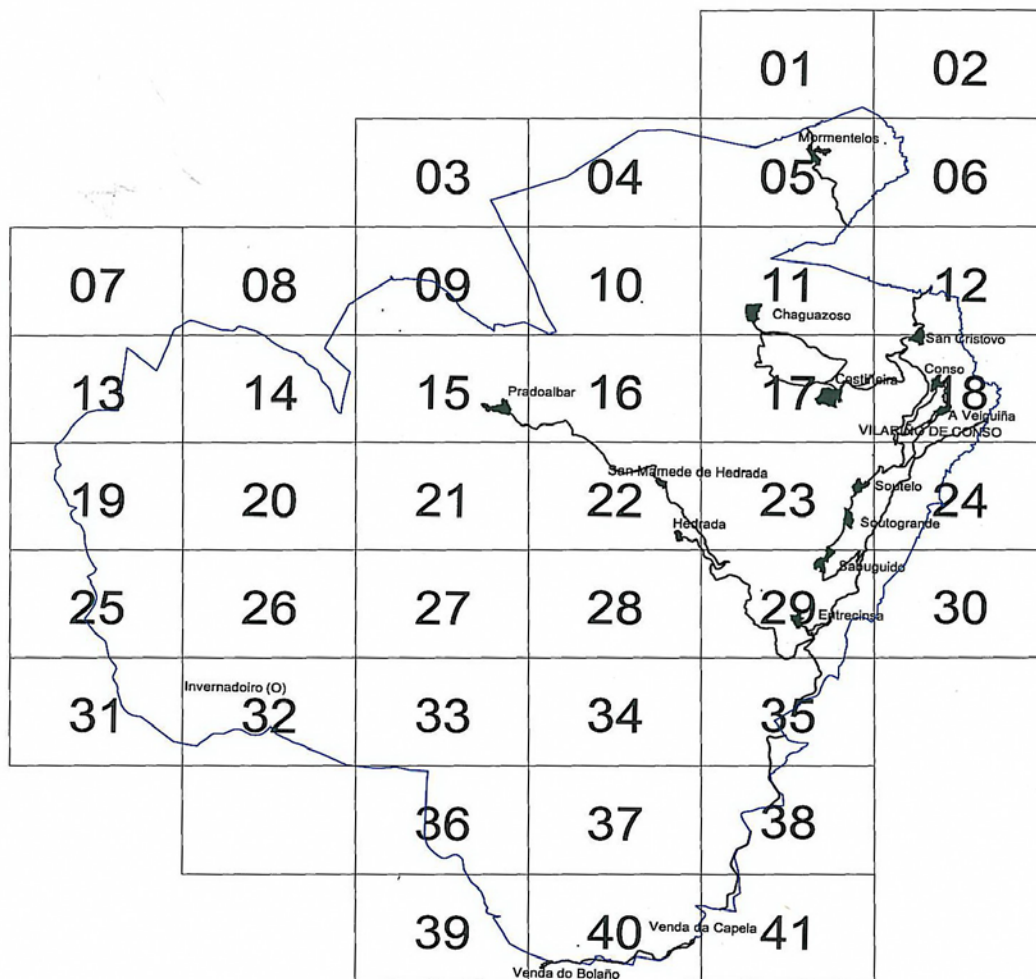 01
02
Mormentelos
03
04
05
06
07
08
09
10
11
12
Chaguazoso
San Cristovo
Conso
Castiñeira
13
14
15
Pradoalbar
16
17
18
A Veiguiña
VILARIÑO DE CONSO
San Mamede de Hedrada
19
20
21
22
23
24
Soutelo
Soutogrande
Hedrada
Sabuguido
25
26
27
28
29
30
Entrecinsa
Invernadoiro (O)
31
32
33
34
35
36
37
38
39
40
41
Venda da Capela
Venda do Bolaño